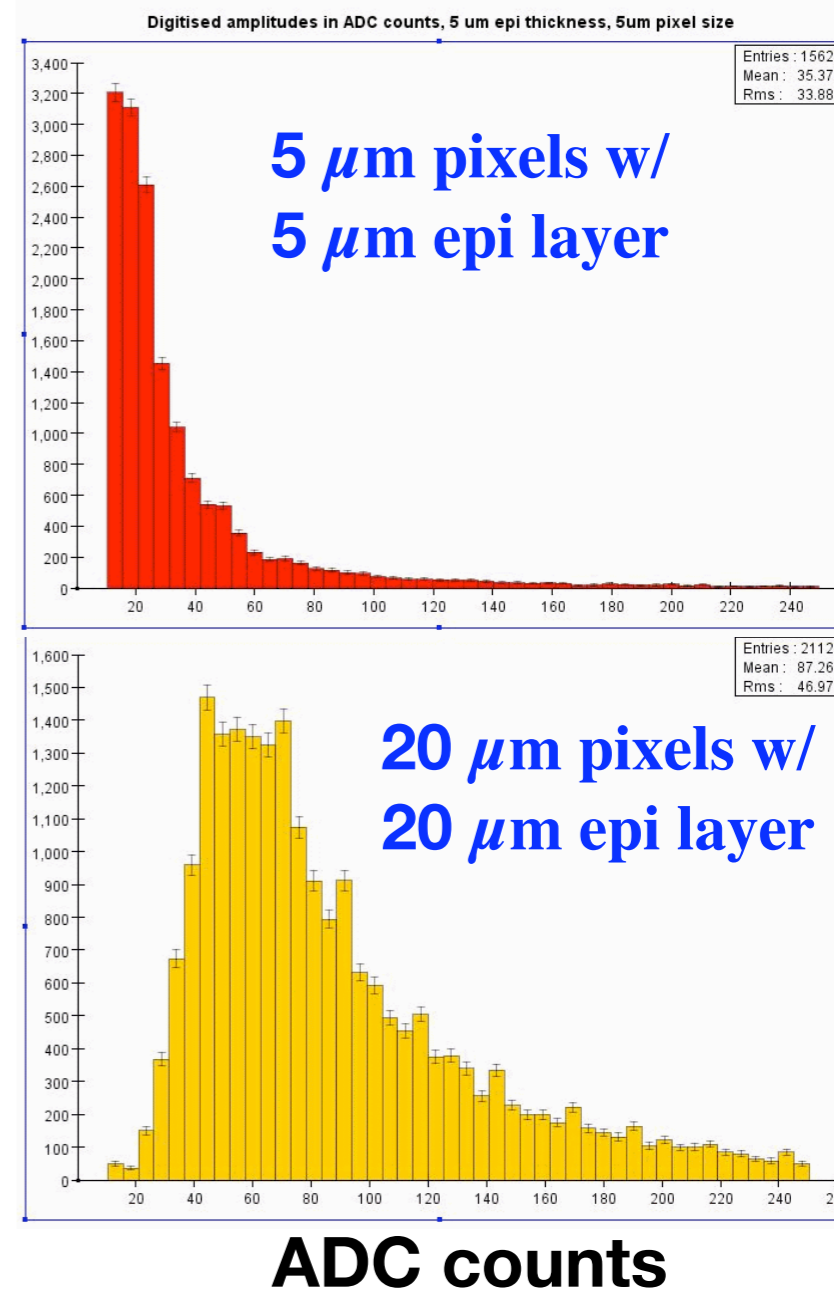 Digitised amplitudes in ADC counts, 5 um epi thickness, 5um pixel size
Entries : 1562
Mean : 35.37
Rms : 33.88
3,400
3,200
3,000
2,800
2,600
2,400
2,200
2,000
1,800
1,600
1,400
1,200
1,000
800
600
400
200
0
5 µm pixels w/
5 µm epi layer
20 40 60 80 100 120 140 160 180 200 220 240
Entries : 2112
Mean : 87.26
Rms : 46.97
1,600
1,500
1,400
1,300
1,200
1,100
1,000
900
800
700
600
500
400
300
200
100
0
20 µm pixels w/
20 µm epi layer
20 40 60 80 100 120 140 160 180 200 220 240 2
ADC counts